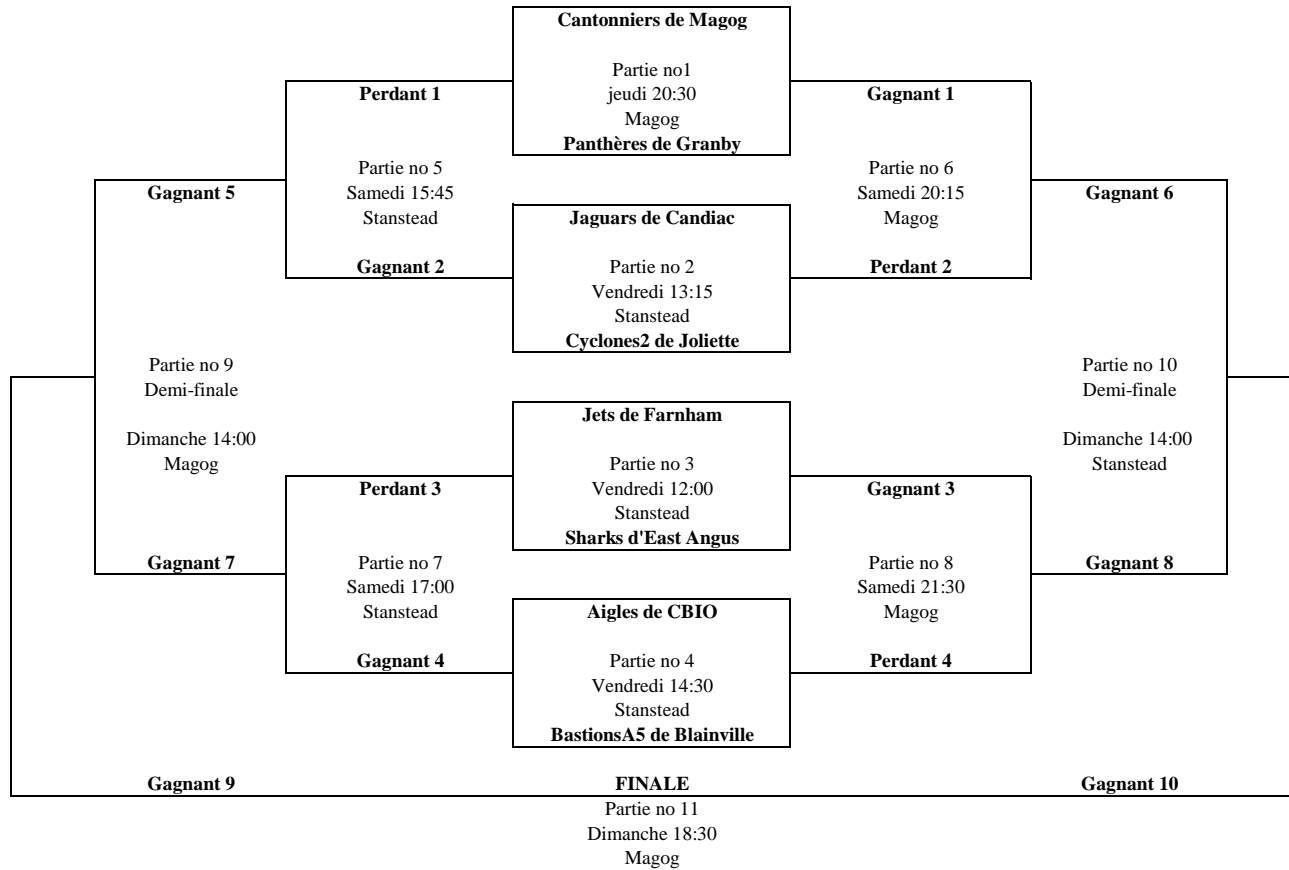 Cantonniers de Magog
Partie no1
jeudi 20:30
Magog
Panthères de Granby
Perdant 1
Gagnant 1
Partie no 5
Samedi 15:45
Stanstead
Partie no 6
Samedi 20:15
Magog
Gagnant 5
Gagnant 6
Jaguars de Candiac
Partie no 2
Vendredi 13:15
Stanstead
Cyclones2 de Joliette
Gagnant 2
Perdant 2
Partie no 9
Demi-finale
Dimanche 14:00
Magog
Partie no 10
Demi-finale
Dimanche 14:00
Stanstead
Jets de Farnham
Partie no 3
Vendredi 12:00
Stanstead
Sharks d'East Angus
Perdant 3
Gagnant 3
Gagnant 7
Partie no 7
Samedi 17:00
Stanstead
Partie no 8
Samedi 21:30
Magog
Gagnant 8
Aigles de CBIO
Partie no 4
Vendredi 14:30
Stanstead
BastionsA5 de Blainville
Gagnant 4
Perdant 4
Gagnant 9
FINALE
Gagnant 10
Partie no 11
Dimanche 18:30
Magog